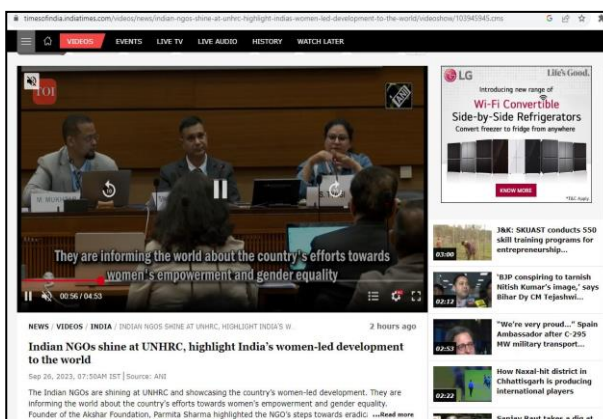 timesofindia.indiatimes.com/videos/news/indian-ngos-shine-at-unhrc-highlight-indias-women-led-development-to-the-world/videoshow/103945945.cms
VIDEOS EVENTS LIVE TV LIVE AUDIO HISTORY WATCH LATER
TOI
ANI
They are informing the world about the country's efforts towards
women's empowerment and gender equality
00:56 / 04:53
NEWS / VIDEOS / INDIA / INDIAN NGOS SHINE AT UNHRC, HIGHLIGHT INDIA'S W.
2 hours ago
Indian NGOs shine at UNHRC, highlight India's women-led development
to the world
Sep 26, 2023, 07:50AM IST | Source: ANI
The Indian NGOs are shining at UNHRC and showcasing the country's women-led development. They are
informing the world about the country's efforts towards women's empowerment and gender equality.
Founder of the Akshar Foundation, Parmita Sharma highlighted the NGO's steps towards eradic ...Read more
LG
Life's Good.
Introducing new range of
Wi-Fi Convertible
Side-by-Side Refrigerators
Convert freezer to fridge from anywhere
KNOW MORE
*T&C Apply
03:00
J&K: SKUAST conducts 550
skill training programs for
entrepreneurship...
02:12
'BJP conspiring to tarnish
Nitish Kumar's image,' says
Bihar Dy CM Tejashwi...
02:53
"We're very proud..." Spain
Ambassador after C-295
MW military transport...
02:22
How Naxal-hit district in
Chhattisgarh is producing
international players
Sanjay Raut takes a dig at